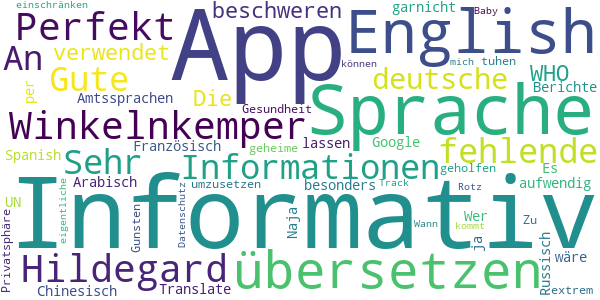 einschränken
Perfekt
beschweren
App
English
garnicht
Baby
An
verwendet
können
mich
tuhen
per
Gute
Die
deutsche
WHO
Amtssprachen
Berichte
Gesundheit
Sprache
Winkelnkemper
Französisch
geheime
lassen
Google
fehlende
Spanish
Sehr
Informationen
geholfen
Es
Arabisch
umzusetzen
besonders
Track
Rotz
aufwendig
UN
eigentliche
Datenschutz
Informativ
Privatsphäre
Gunsten
Naja
Wann
Wer
kommt
ja
Zu
Russisch
wäre
Hildegard
übersetzen
Chinesisch
Translate
extrem